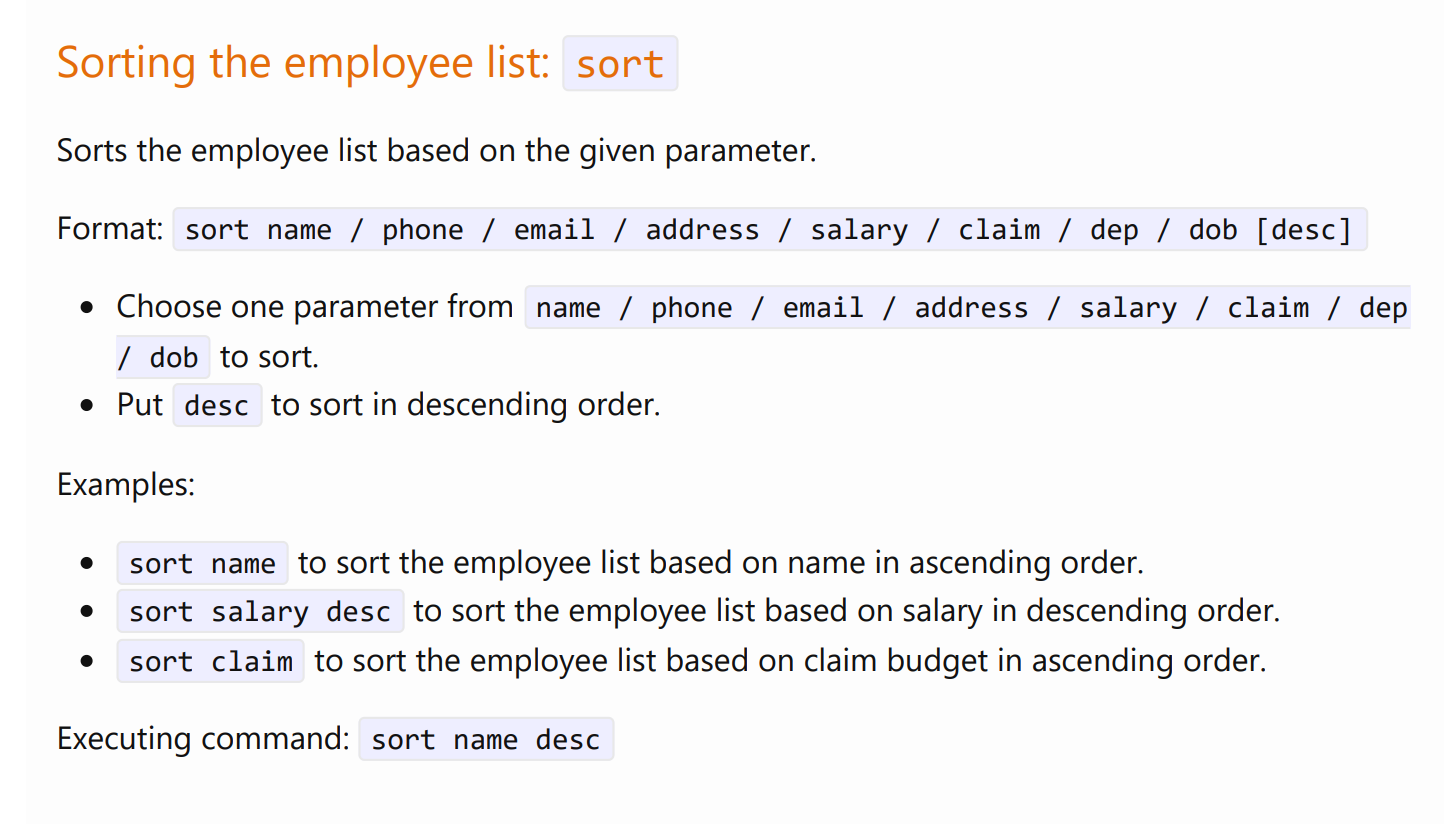 Sorting the employee list: sort
Sorts the employee list based on the given parameter.
Format: sort name / phone / email / address / salary / claim / dep / dob [desc]
Choose one parameter from name / phone / email / address / salary / claim / dep
/ dob to sort.
Put desc to sort in descending order.
Examples:
sort name to sort the employee list based on name in ascending order.
sort salary desc to sort the employee list based on salary in descending order.
sort claim to sort the employee list based on claim budget in ascending order.
Executing command: sort name desc